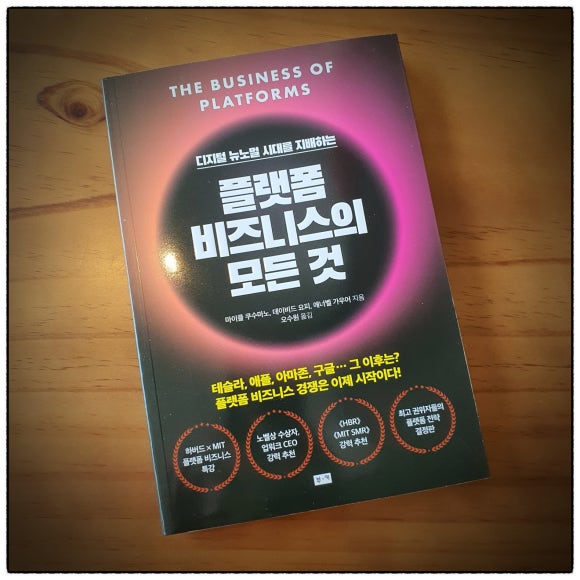 THE BUSINESS OF
PLATFORMS
디지털 뉴노멀 시대를 지배하는
플랫폼
비즈니스의
모든 것
마이클 쿠수마노, 데이비드 요피, 애너벨 가우어 지음
오수원 옮김
테슬라, 애플, 아마존, 구글… 그 이후는?
플랫폼 비즈니스 경쟁은 이제 시작이다!
하버드×MIT
플랫폼 비즈니스
특강
노벨상 수상자,
업워크 CEO
강력 추천
《HBR》
《MIT SMR》
강력 추천
최고 권위자들의
플랫폼 전략
결정판
부·키